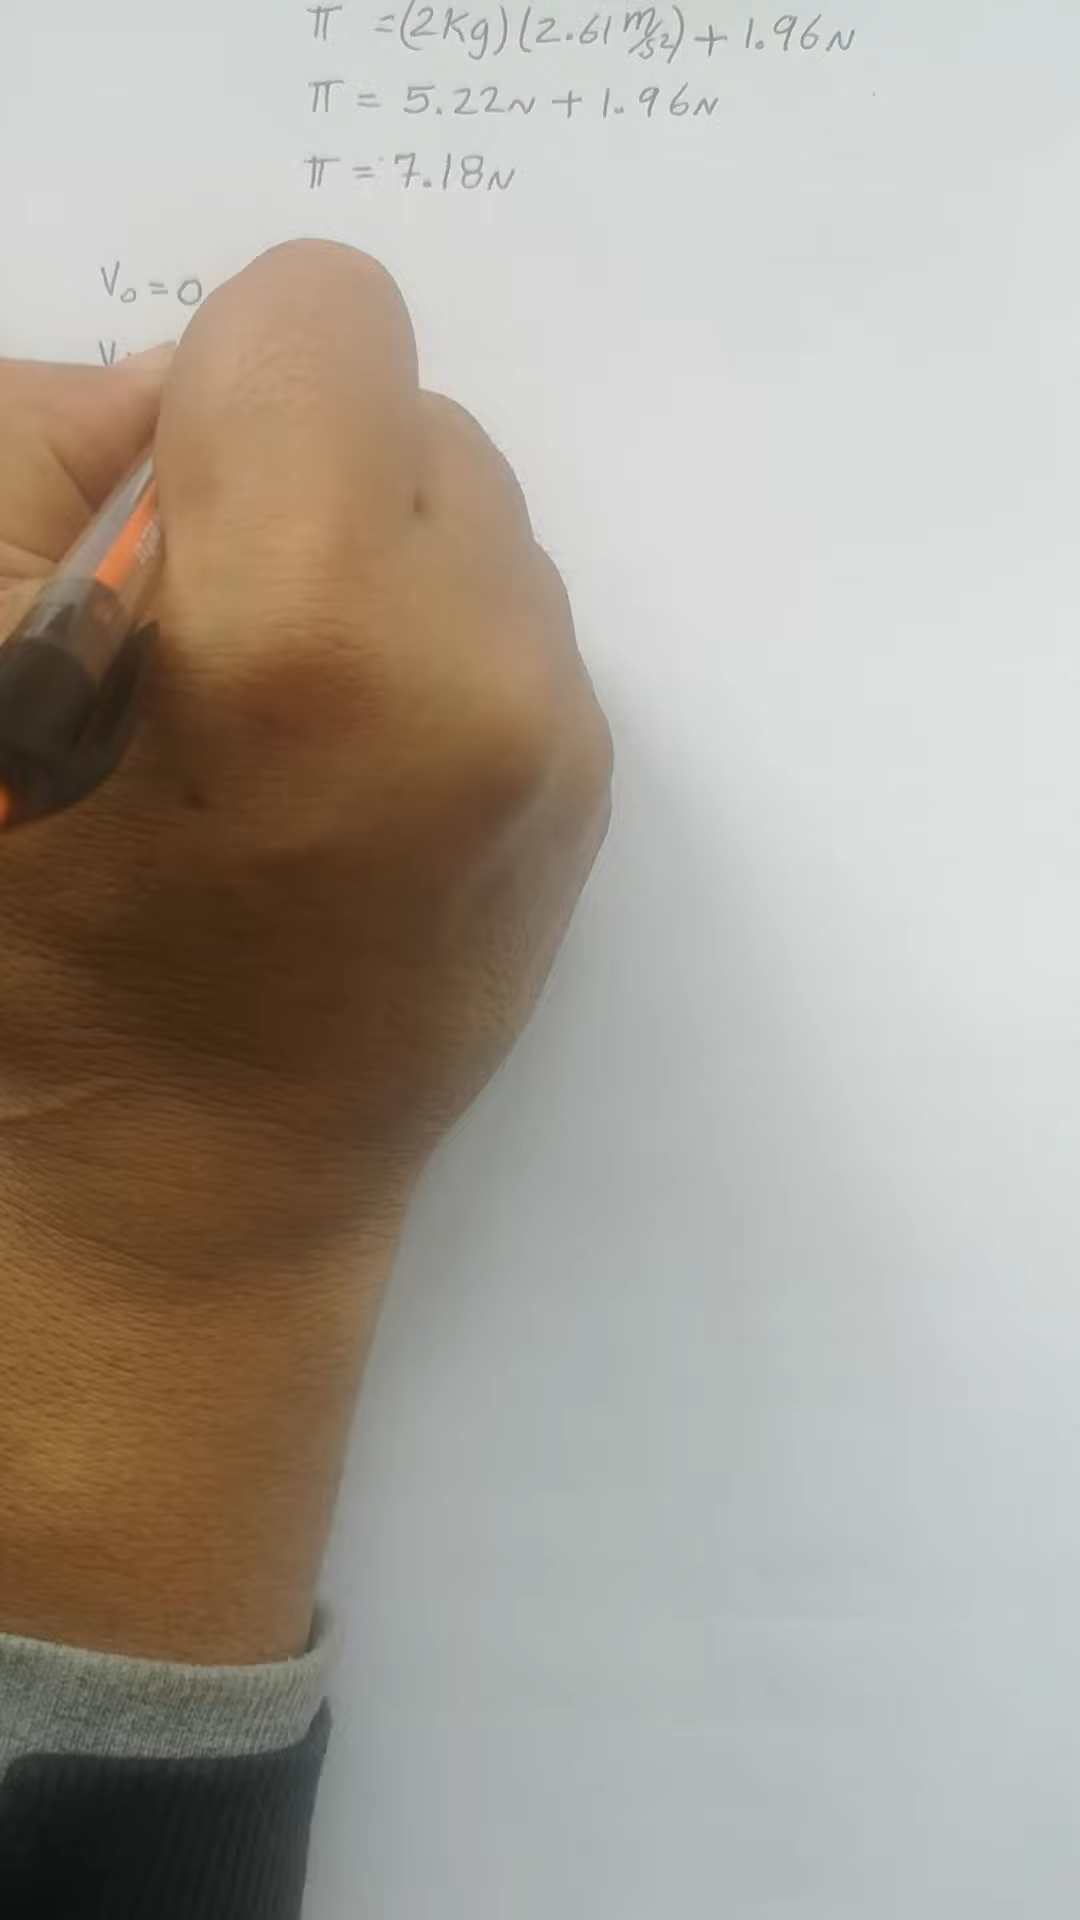 π = (2Kg)(2.61 m/s²) + 1.96N
π = 5.22N + 1.96N
π = 7.18N
V₀ = 0
V